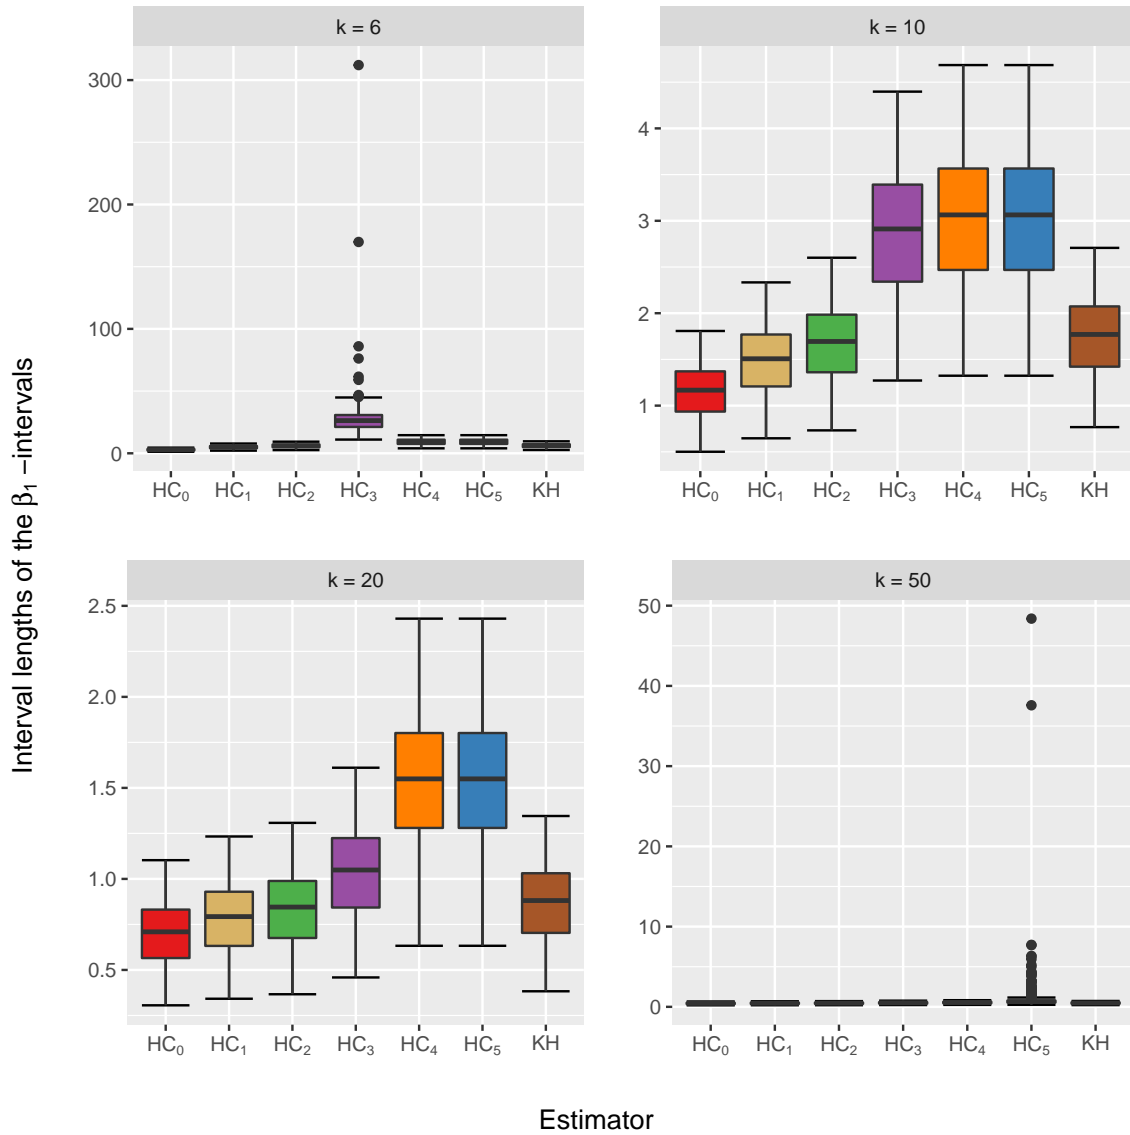 k = 6
300
200
100
0
HC₀ HC₁ HC₂ HC₃ HC₄ HC₅ KH
k = 10
4
3
2
1
HC₀ HC₁ HC₂ HC₃ HC₄ HC₅ KH
Interval lengths of the β₁ −intervals
k = 20
2.5
2.0
1.5
1.0
0.5
HC₀ HC₁ HC₂ HC₃ HC₄ HC₅ KH
k = 50
50
40
30
20
10
0
HC₀ HC₁ HC₂ HC₃ HC₄ HC₅ KH
Estimator